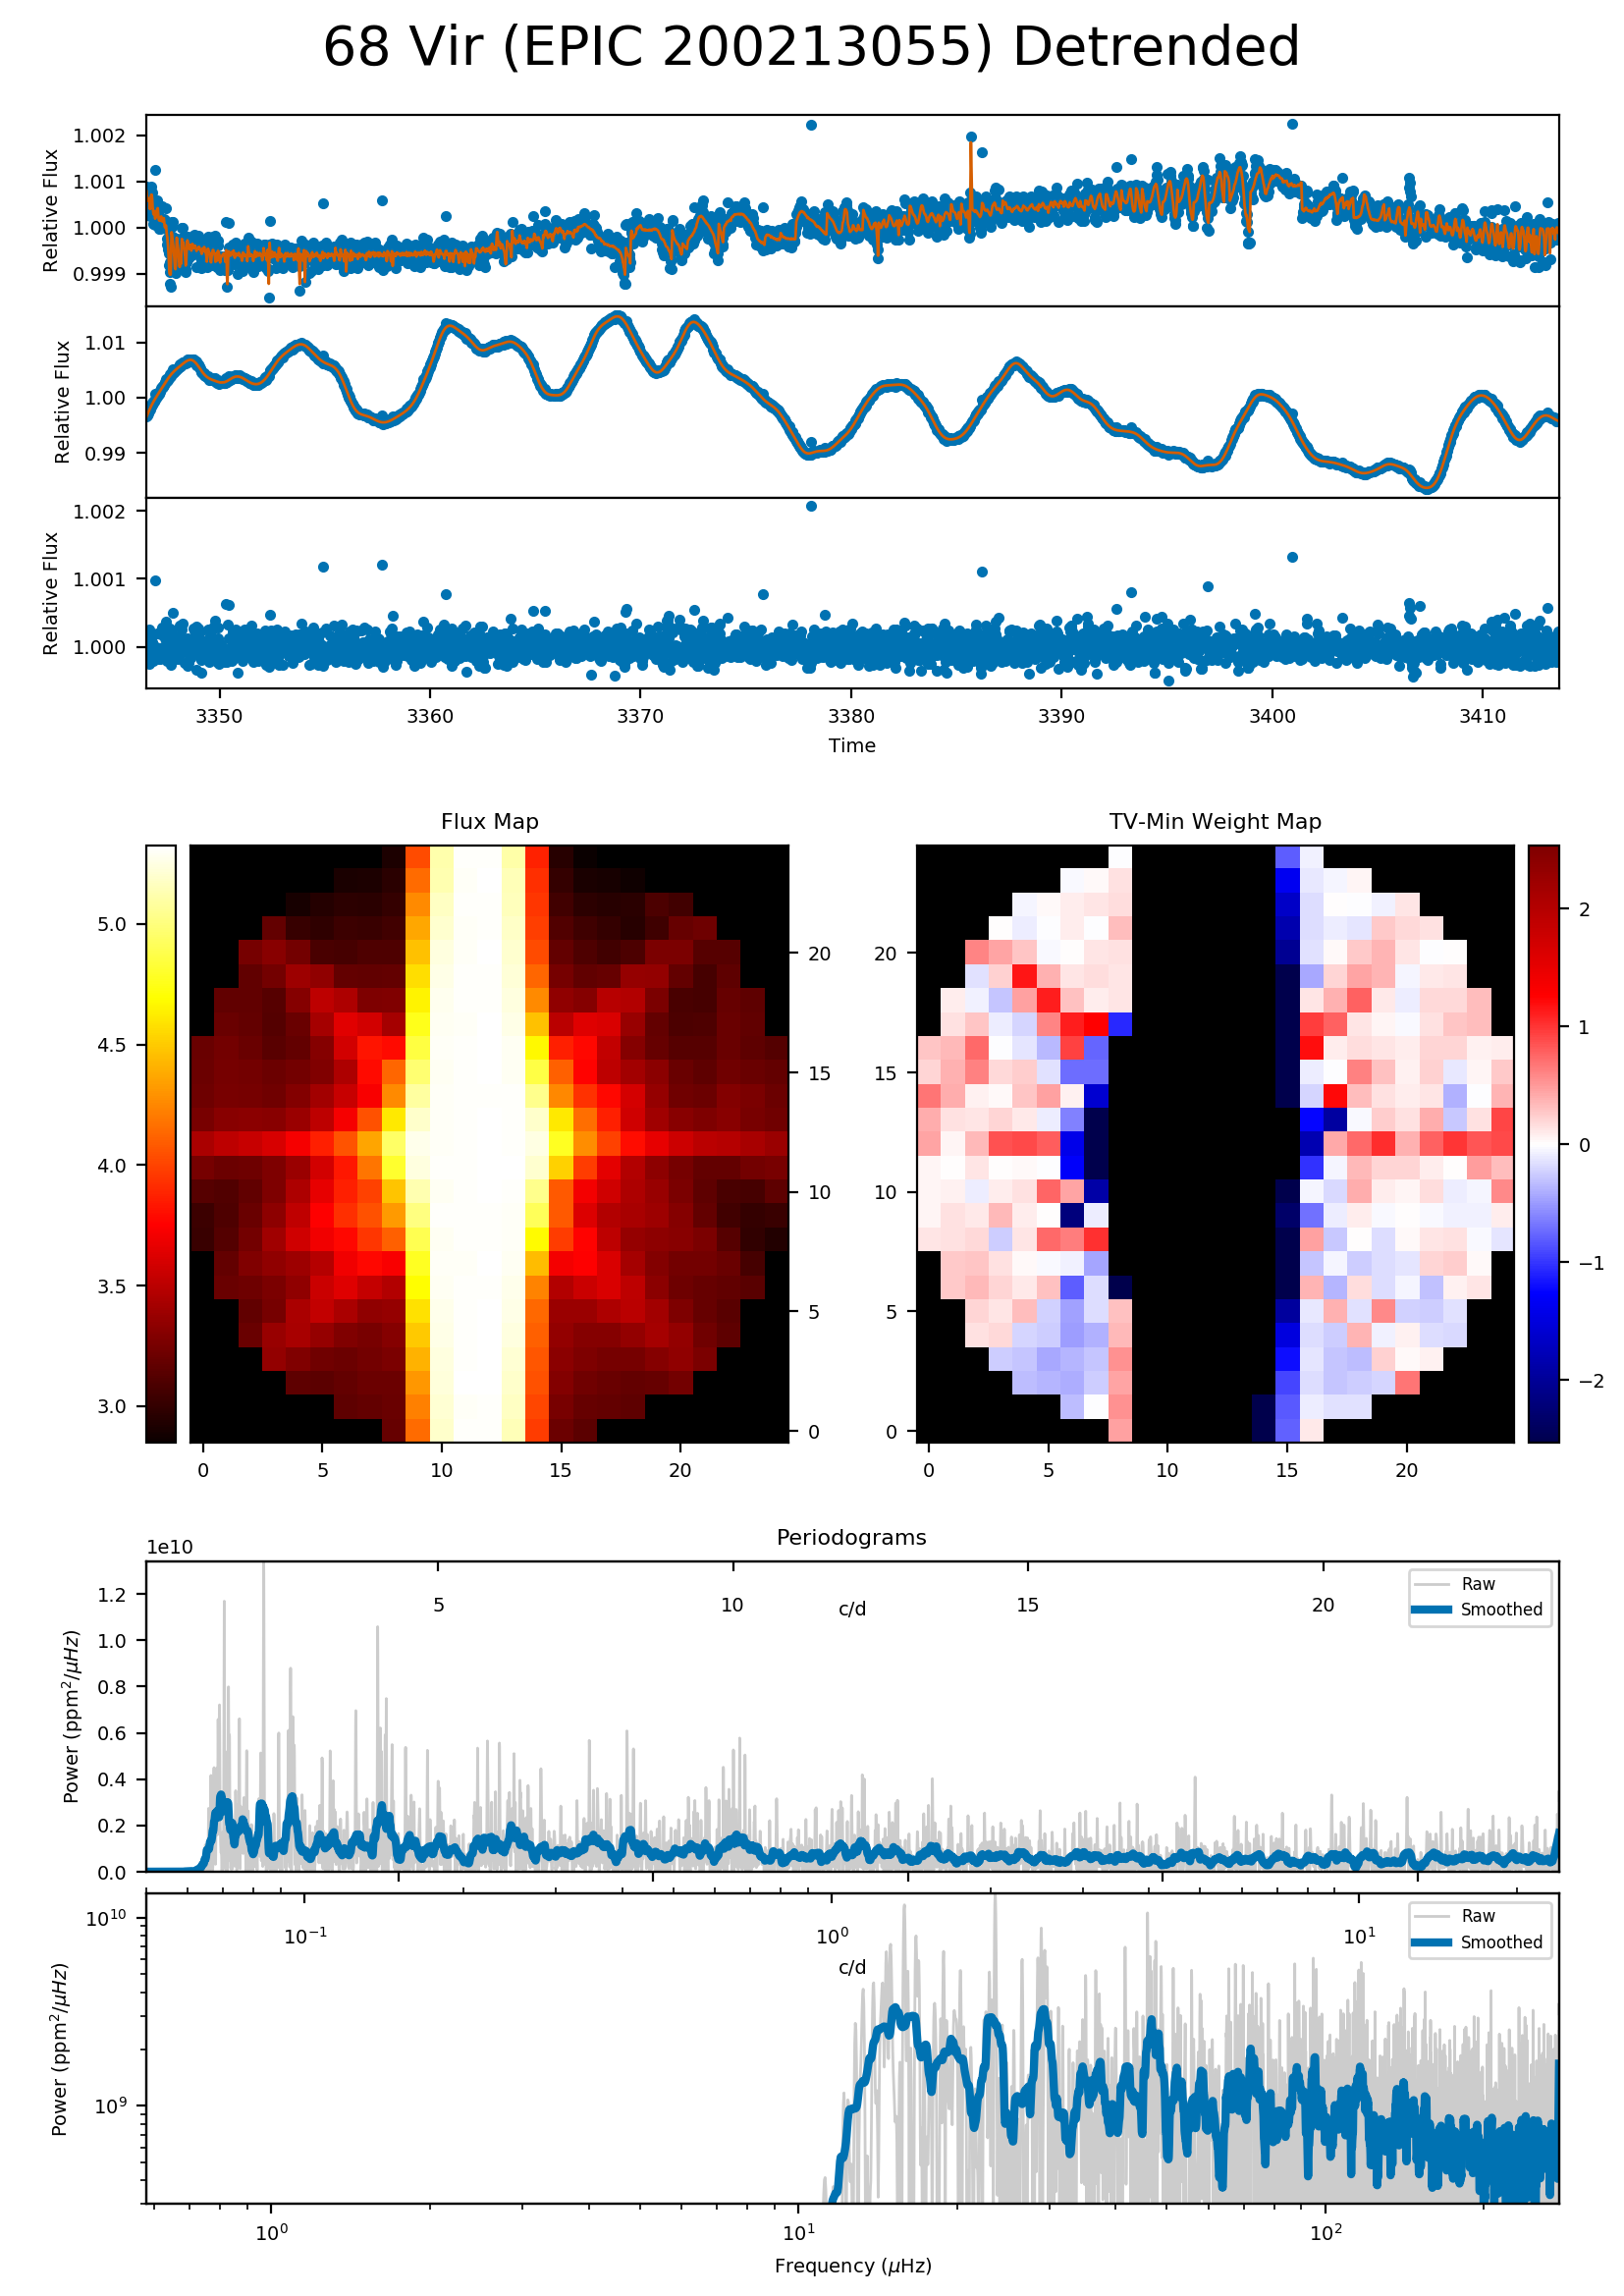 68 Vir (EPIC 200213055) Detrended
1.002
1.001
1.000
0.999
Relative Flux
1.01
1.00
0.99
Relative Flux
1.002
1.001
1.000
Relative Flux
3350 3360 3370 3380 3390 3400 3410
Time
Flux Map
5.0
4.5
4.0
3.5
3.0
20
15
10
5
0
0 5 10 15 20
TV-Min Weight Map
20
15
10
5
0
0 5 10 15 20
2
1
0
−1
−2
Periodograms
1e10
5 10 15 20
c/d
Raw
Smoothed
1.2
1.0
0.8
0.6
0.4
0.2
0.0
Power (ppm²/μHz)
10⁻¹ 10⁰ 10¹
c/d
Raw
Smoothed
10¹⁰
10⁹
Power (ppm²/μHz)
10⁰ 10¹ 10²
Frequency (μHz)